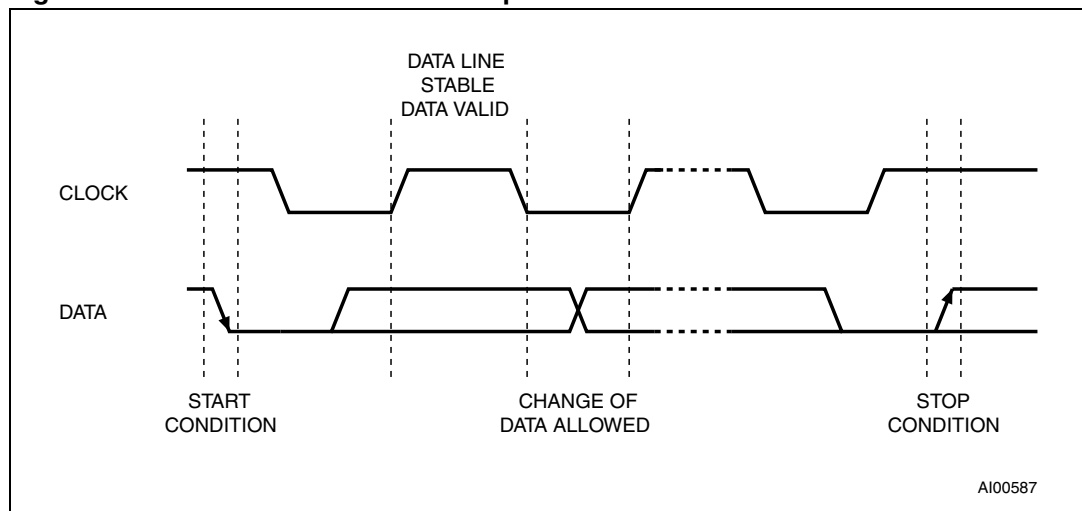 DATA LINE
STABLE
DATA VALID
CLOCK
DATA
START
CONDITION
CHANGE OF
DATA ALLOWED
STOP
CONDITION
AI00587